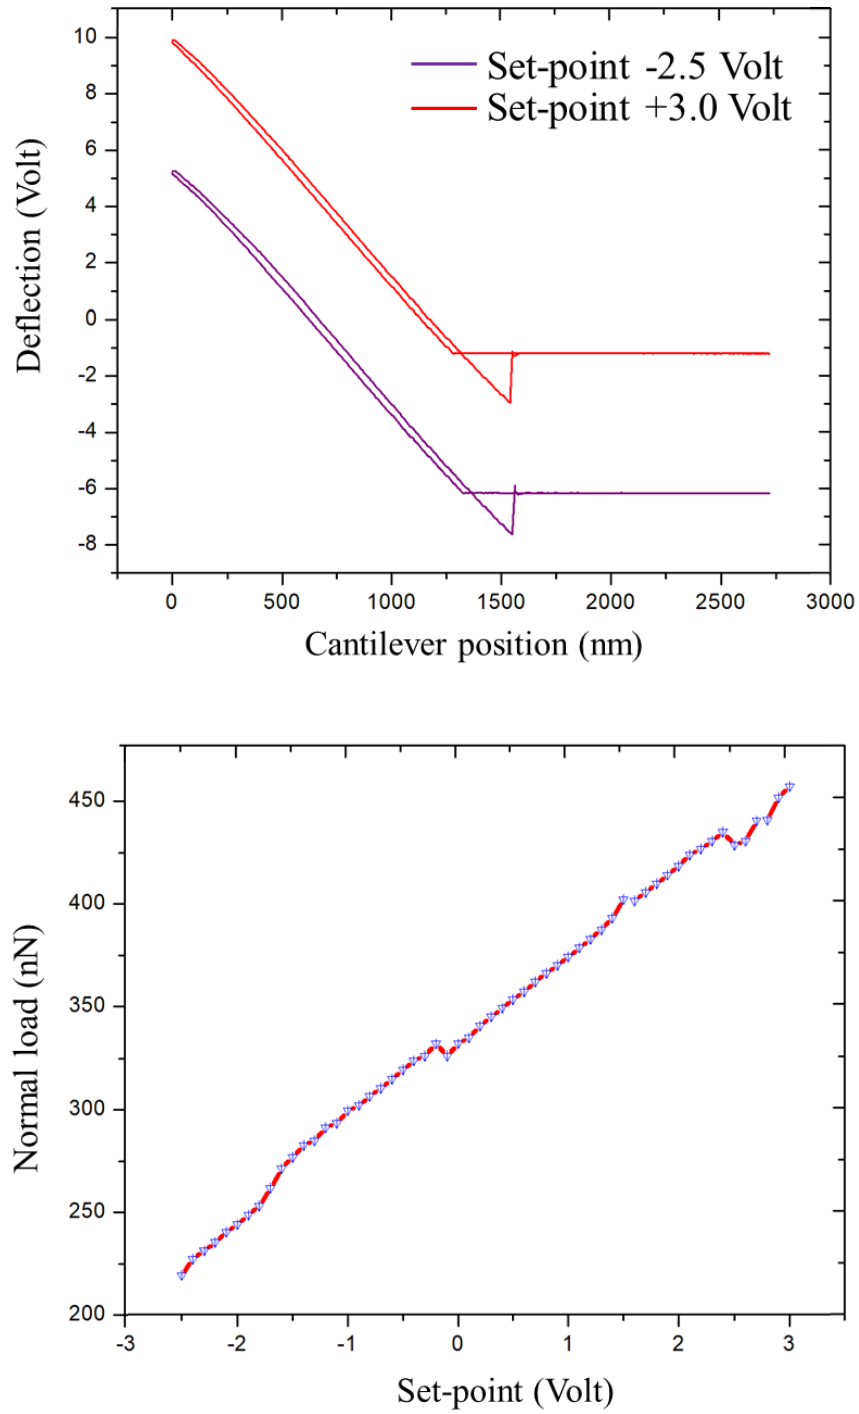 Set-point -2.5 Volt
Set-point +3.0 Volt
Deflection (Volt)
10
8
6
4
2
0
-2
-4
-6
-8
0 500 1000 1500 2000 2500 3000
Cantilever position (nm)
Normal load (nN)
450
400
350
300
250
200
-3 -2 -1 0 1 2 3
Set-point (Volt)